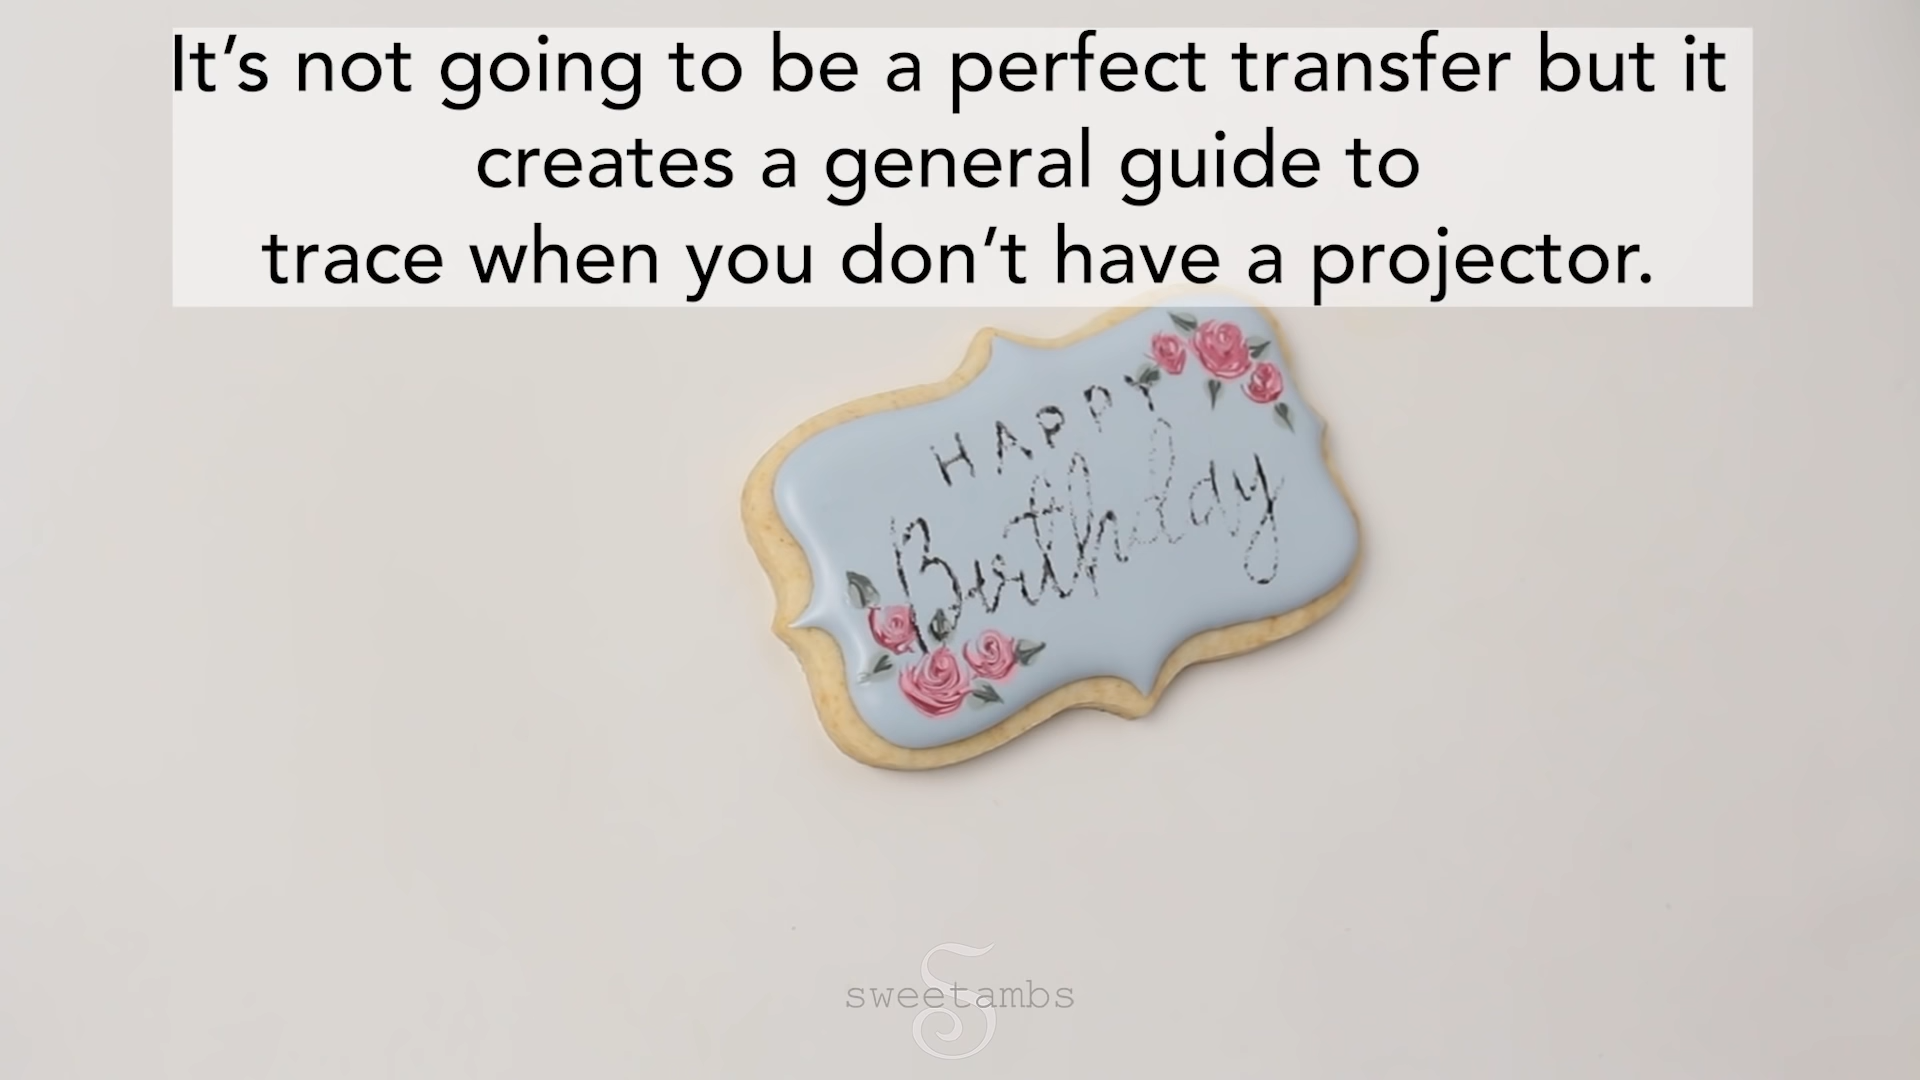 It’s not going to be a perfect transfer but it
creates a general guide to
trace when you don’t have a projector.
HAPPY
Birthday
sweetambs